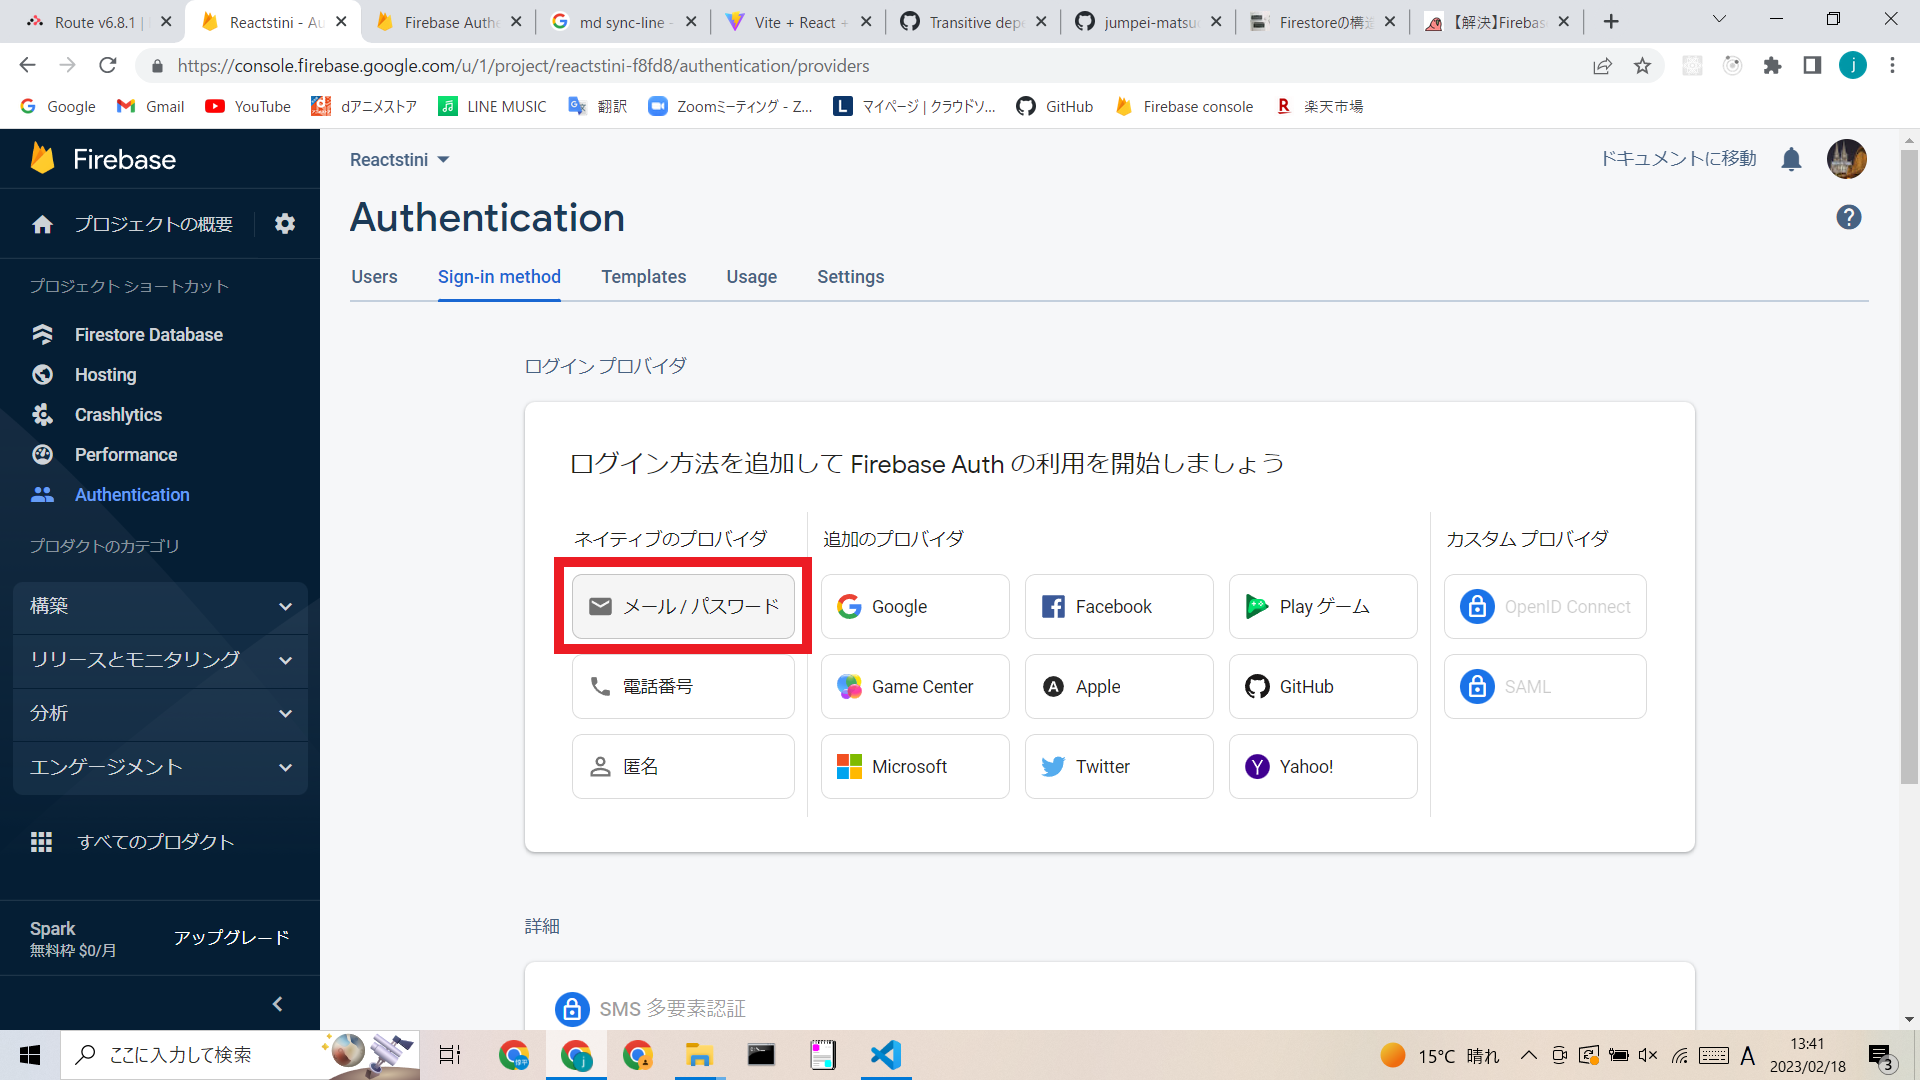 Route v6.8.1 |
Reactstini - Au
Firebase Authe
md sync-line -
Vite + React +
Transitive depe
jumpei-matsu
Firestoreの構造
【解決】Firebase
https://console.firebase.google.com/u/1/project/reactstini-f8fd8/authentication/providers
j
Google
Gmail
YouTube
dアニメストア
LINE MUSIC
翻訳
Zoomミーティング - Z...
マイページ | クラウドソ...
GitHub
Firebase console
楽天市場
Firebase
Reactstini
ドキュメントに移動
プロジェクトの概要
Authentication
Users
Sign-in method
Templates
Usage
Settings
プロジェクト ショートカット
Firestore Database
Hosting
Crashlytics
Performance
Authentication
プロダクトのカテゴリ
構築
リリースとモニタリング
分析
エンゲージメント
すべてのプロダクト
Spark
無料枠 $0/月
アップグレード
ログイン プロバイダ
ログイン方法を追加して Firebase Auth の利用を開始しましょう
ネイティブのプロバイダ
追加のプロバイダ
カスタム プロバイダ
メール / パスワード
Google
Facebook
Play ゲーム
OpenID Connect
電話番号
Game Center
Apple
GitHub
SAML
匿名
Microsoft
Twitter
Yahoo!
詳細
SMS 多要素認証
ここに入力して検索
15°C 晴れ
A
13:41
2023/02/18
3